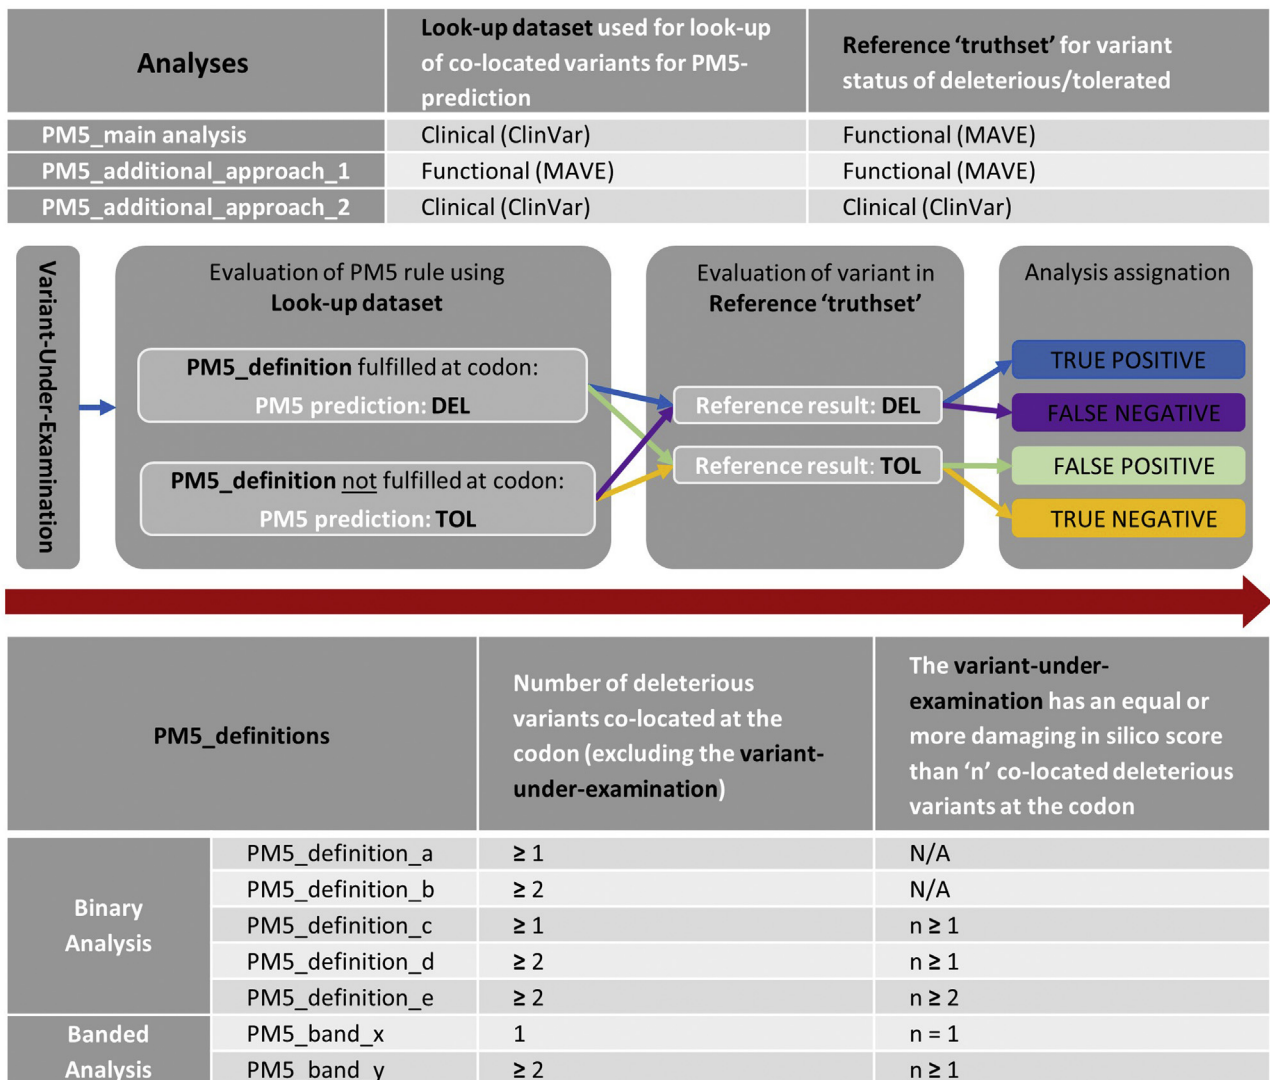 Analyses
Look-up dataset used for look-up
of co-located variants for PM5-
prediction
Reference ‘truthset’ for variant
status of deleterious/tolerated
PM5_main analysis
Clinical (ClinVar)
Functional (MAVE)
PM5_additional_approach_1
Functional (MAVE)
Functional (MAVE)
PM5_additional_approach_2
Clinical (ClinVar)
Clinical (ClinVar)
Variant-Under-Examination
Evaluation of PM5 rule using
Look-up dataset
PM5_definition fulfilled at codon:
PM5 prediction: DEL
PM5_definition not fulfilled at codon:
PM5 prediction: TOL
Evaluation of variant in
Reference ‘truthset’
Reference result: DEL
Reference result: TOL
Analysis assignation
TRUE POSITIVE
FALSE NEGATIVE
FALSE POSITIVE
TRUE NEGATIVE
PM5_definitions
Number of deleterious
variants co-located at the
codon (excluding the variant-
under-examination)
The variant-under-
examination has an equal or
more damaging in silico score
than ‘n’ co-located deleterious
variants at the codon
Binary
Analysis
PM5_definition_a
≥ 1
N/A
PM5_definition_b
≥ 2
N/A
PM5_definition_c
≥ 1
n ≥ 1
PM5_definition_d
≥ 2
n ≥ 1
PM5_definition_e
≥ 2
n ≥ 2
Banded
Analysis
PM5_band_x
1
n = 1
PM5_band_y
≥ 2
n ≥ 1